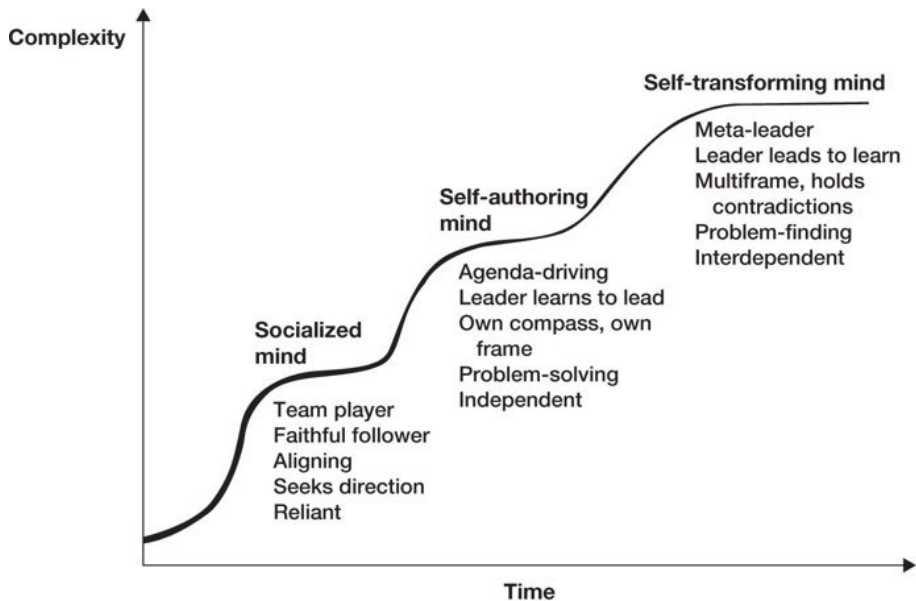 Complexity
Self-transforming mind
Meta-leader
Leader leads to learn
Multiframe, holds
contradictions
Problem-finding
Interdependent
Self-authoring
mind
Agenda-driving
Leader learns to lead
Own compass, own
frame
Problem-solving
Independent
Socialized
mind
Team player
Faithful follower
Aligning
Seeks direction
Reliant
Time